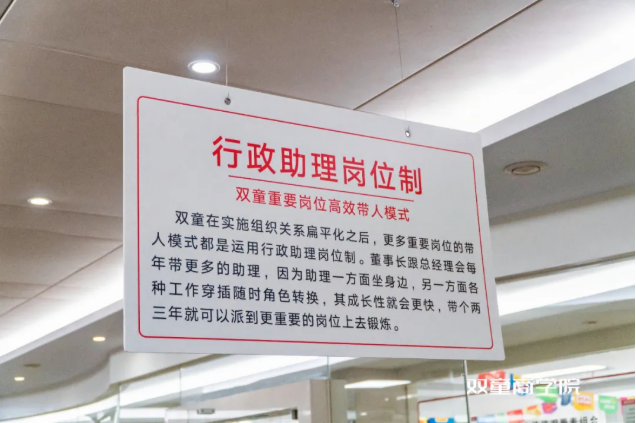 行政助理岗位制
双童重要岗位高效带人模式
双童在实施组织关系扁平化之后，更多重要岗位的带
人模式都是运用行政助理岗位制。董事长跟总经理会每
年带更多的助理，因为助理一方面坐身边，另一方面各
种工作穿插随时角色转换，其成长性就会更快，带个两
三年就可以派到更重要的岗位上去锻炼。
双童商学院